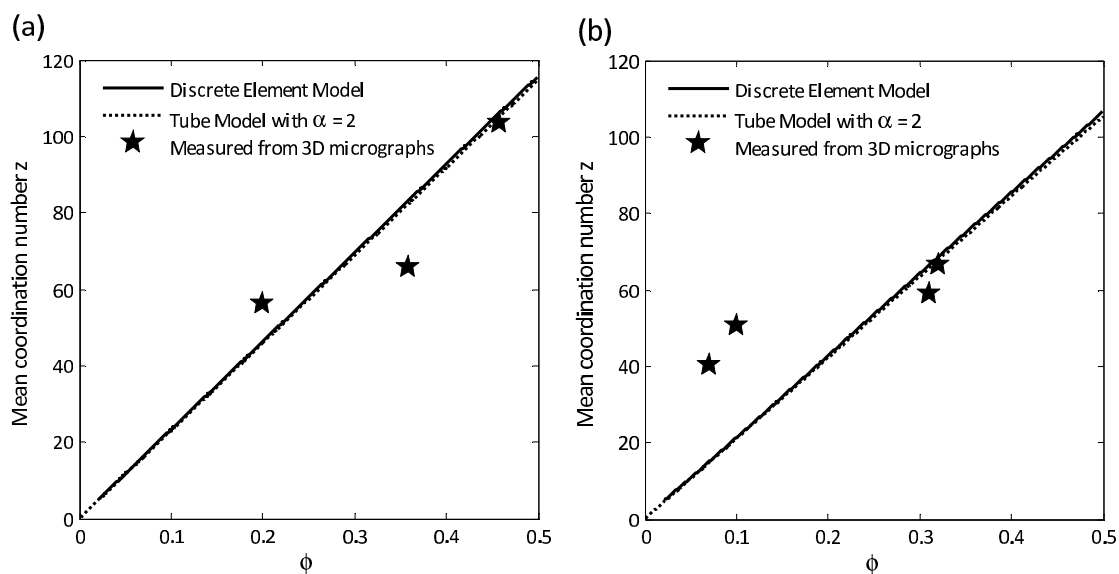 (a)
120
100
80
60
40
20
0
Mean coordination number z
Discrete Element Model
Tube Model with α = 2
Measured from 3D micrographs
0 0.1 0.2 0.3 0.4 0.5
ϕ
(b)
120
100
80
60
40
20
0
Mean coordination number z
Discrete Element Model
Tube Model with α = 2
Measured from 3D micrographs
0 0.1 0.2 0.3 0.4 0.5
ϕ